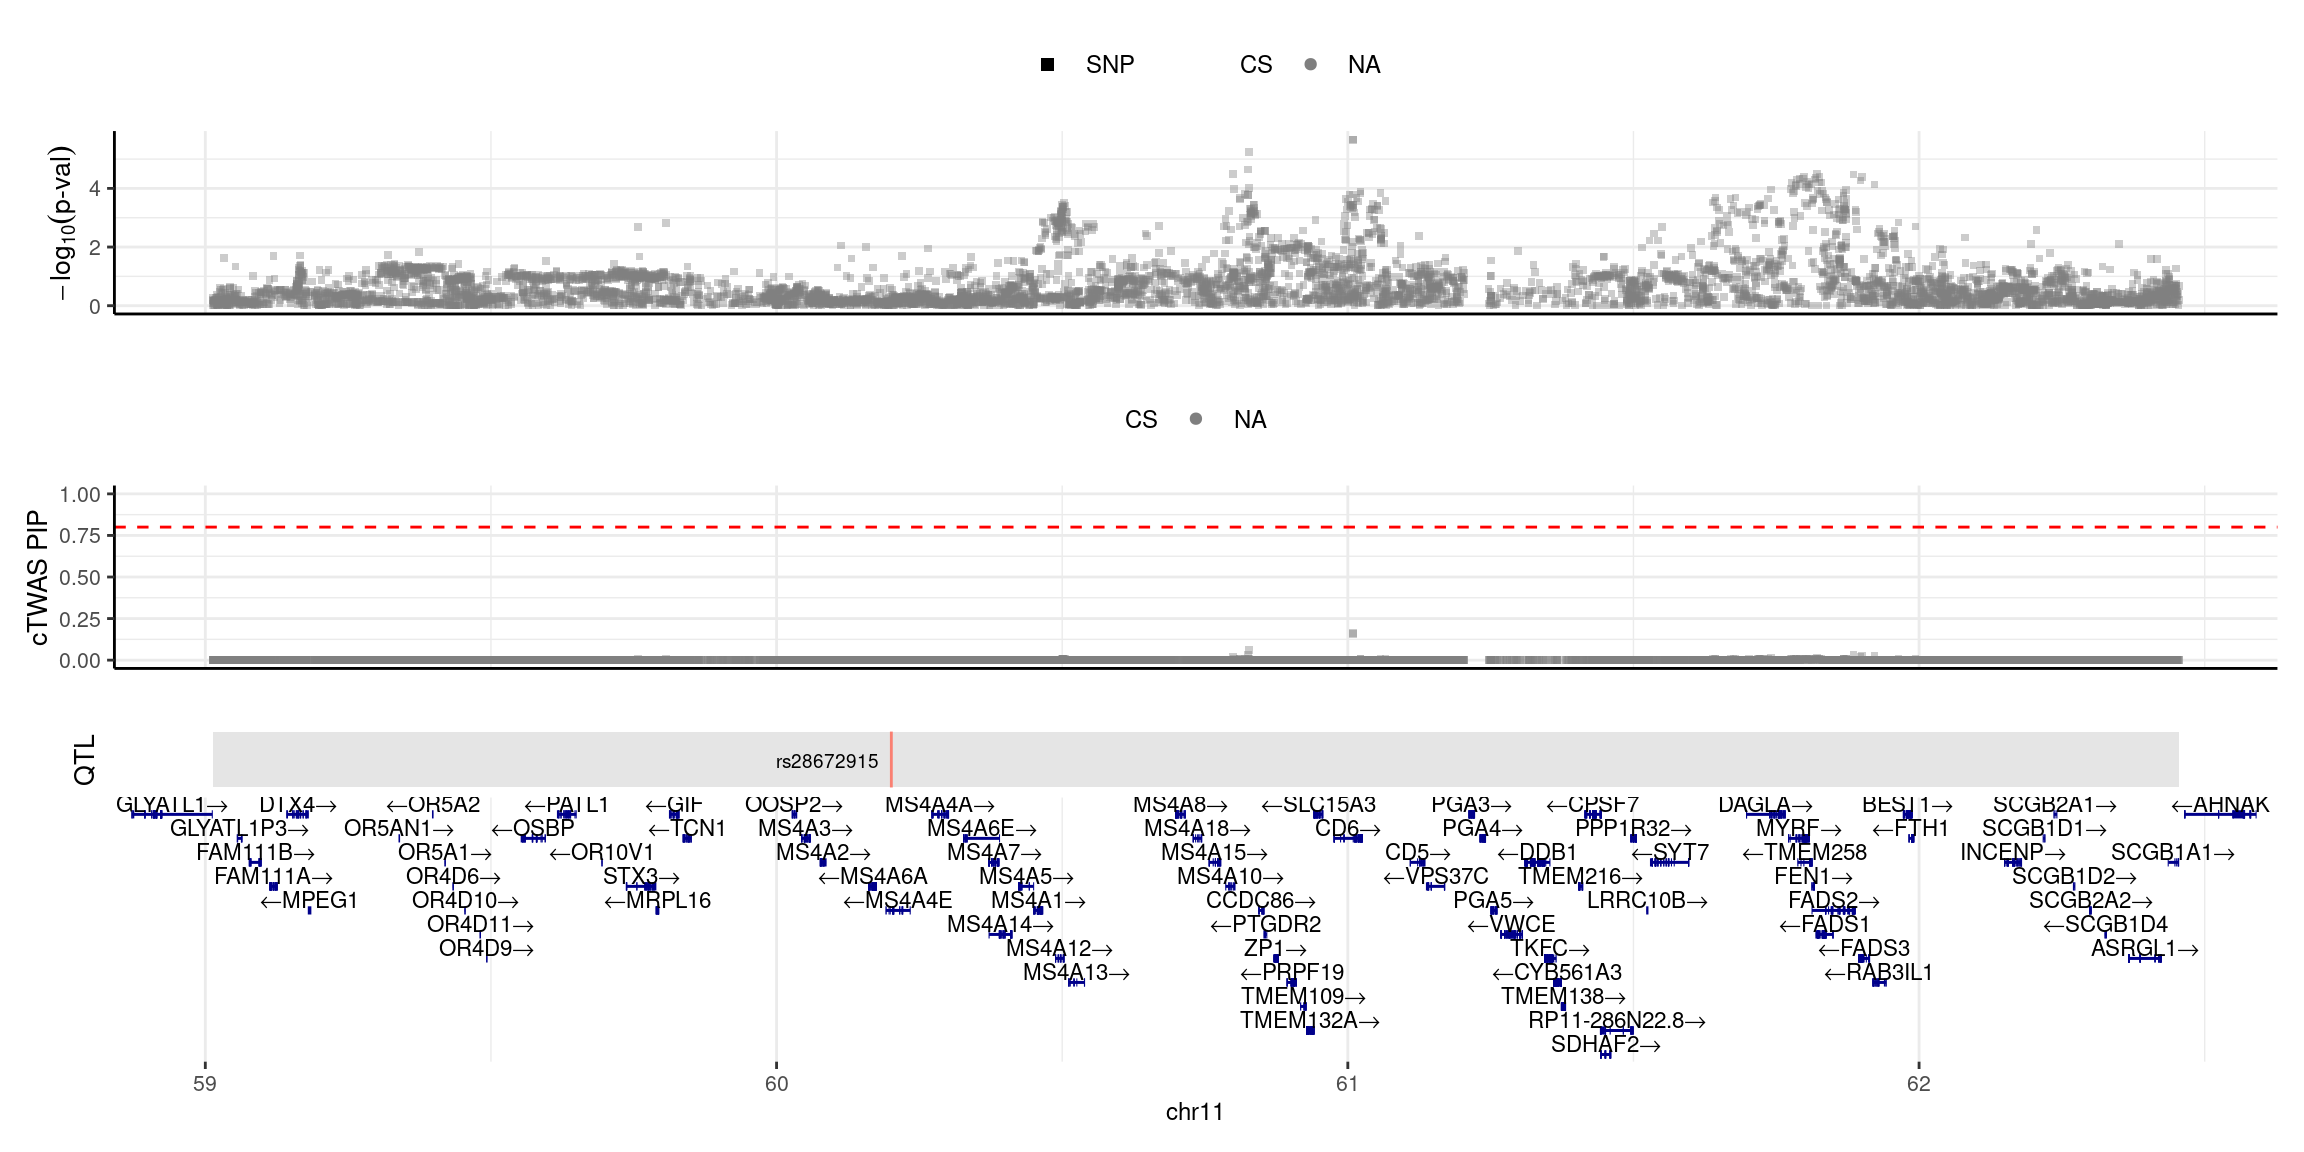 SNP CS NA
−log10(p-val)
4
2
0
CS NA
cTWAS PIP
1.00
0.75
0.50
0.25
0.00
QTL
rs28672915
GLYATL1→ DTX4→ ←OR5A2 ←PATL1 ←GIF OOSP2→ MS4A4A→ MS4A8→ ←SLC15A3 PGA3→ ←CPSF7 DAGLA→ BEST1→ SCGB2A1→ ←AHNAK
GLYATL1P3→ OR5AN1→ ←OSBP ←TCN1 MS4A3→ MS4A6E→ MS4A18→ CD6→ PGA4→ PPP1R32→ MYRF→ ←FTH1 SCGB1D1→
FAM111B→ OR5A1→ ←OR10V1 MS4A2→ MS4A7→ MS4A15→ CD5→ ←DDB1 ←SYT7 ←TMEM258 INCENP→ SCGB1A1→
FAM111A→ OR4D6→ STX3→ ←MS4A6A MS4A5→ MS4A10→ ←VPS37C TMEM216→ FEN1→ SCGB1D2→
←MPEG1 OR4D10→ ←MRPL16 ←MS4A4E MS4A1→ CCDC86→ PGA5→ LRRC10B→ FADS2→ SCGB2A2→
OR4D11→ MS4A14→ ←PTGDR2 ←VWCE ←FADS1 ←SCGB1D4
OR4D9→ MS4A12→ ZP1→ TKFC→ ←FADS3 ASRGL1→
MS4A13→ ←PRPF19 ←CYB561A3 ←RAB3IL1
TMEM109→ TMEM138→
TMEM132A→ RP11-286N22.8→
SDHAF2→
59 60 61 62
chr11